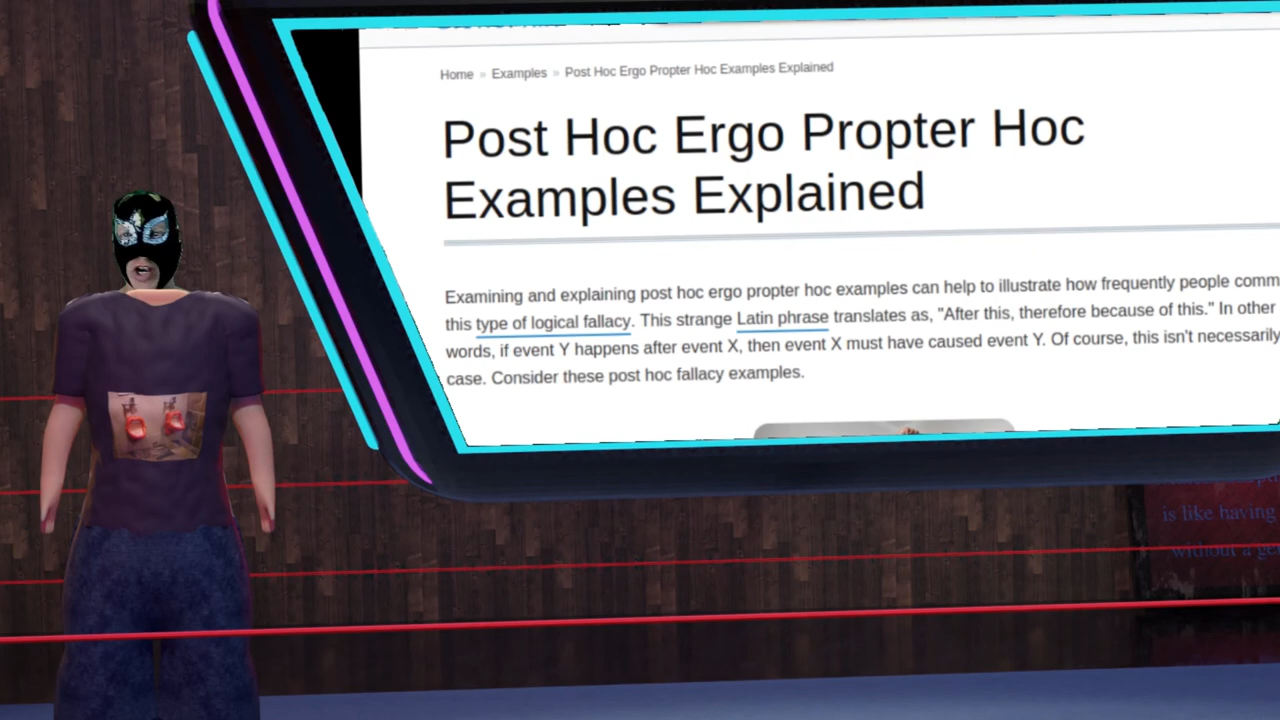 Home » Examples » Post Hoc Ergo Propter Hoc Examples Explained
Post Hoc Ergo Propter Hoc
Examples Explained
Examining and explaining post hoc ergo propter hoc examples can help to illustrate how frequently people comm
this type of logical fallacy. This strange Latin phrase translates as, "After this, therefore because of this." In other
words, if event Y happens after event X, then event X must have caused event Y. Of course, this isn't necessarily
case. Consider these post hoc fallacy examples.
is like having
without a ge